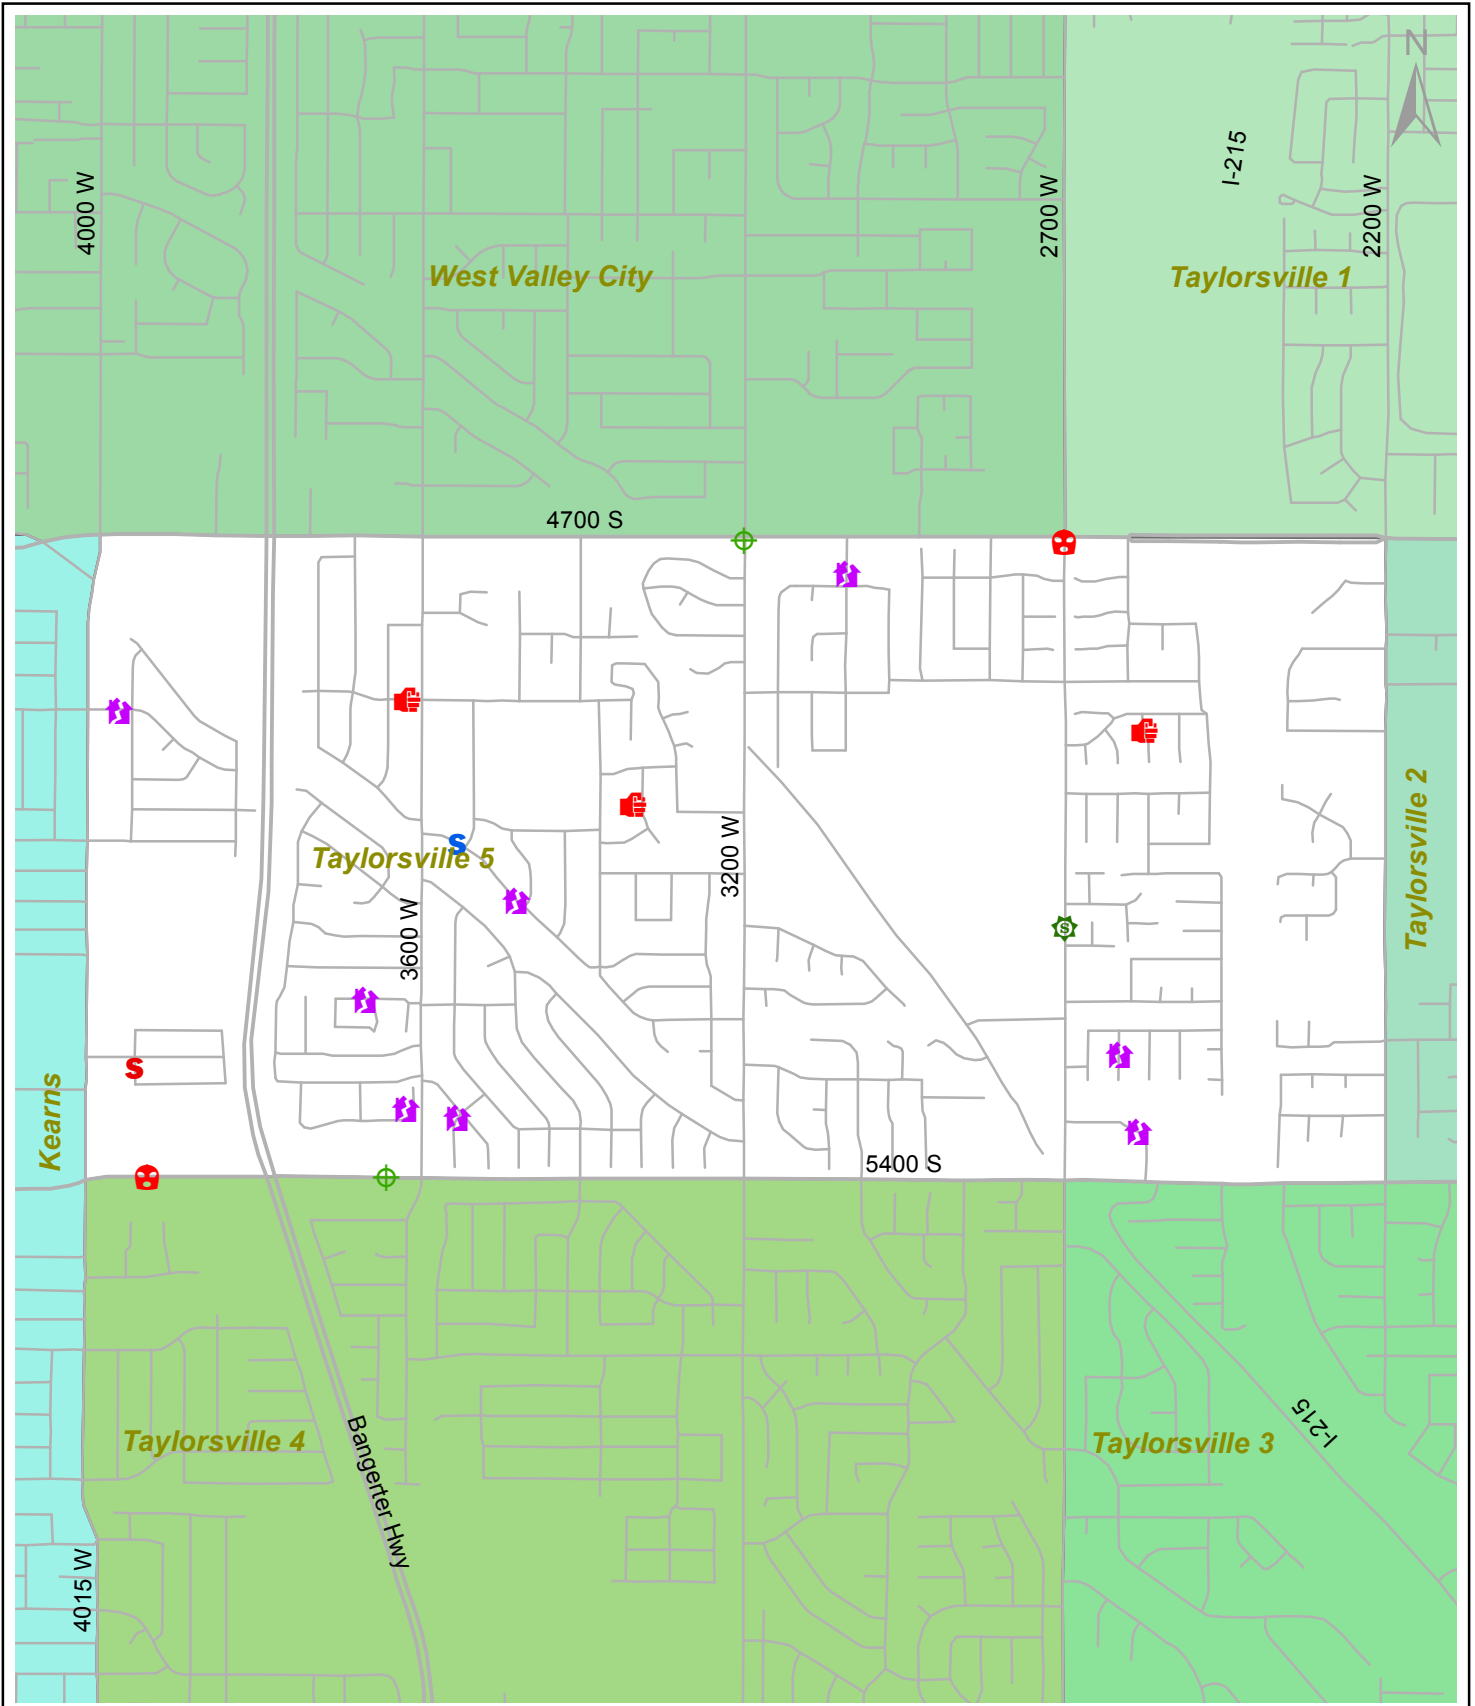 N
I-215
4000 W
2700 W
2200 W
West Valley City
Taylorsville 1
4700 S
Taylorsville 2
3200 W
S
Taylorsville 5
3600 W
S
S
Kearns
5400 S
Taylorsville 4
Bangerter Hwy
Taylorsville 3
I-215
4015 W